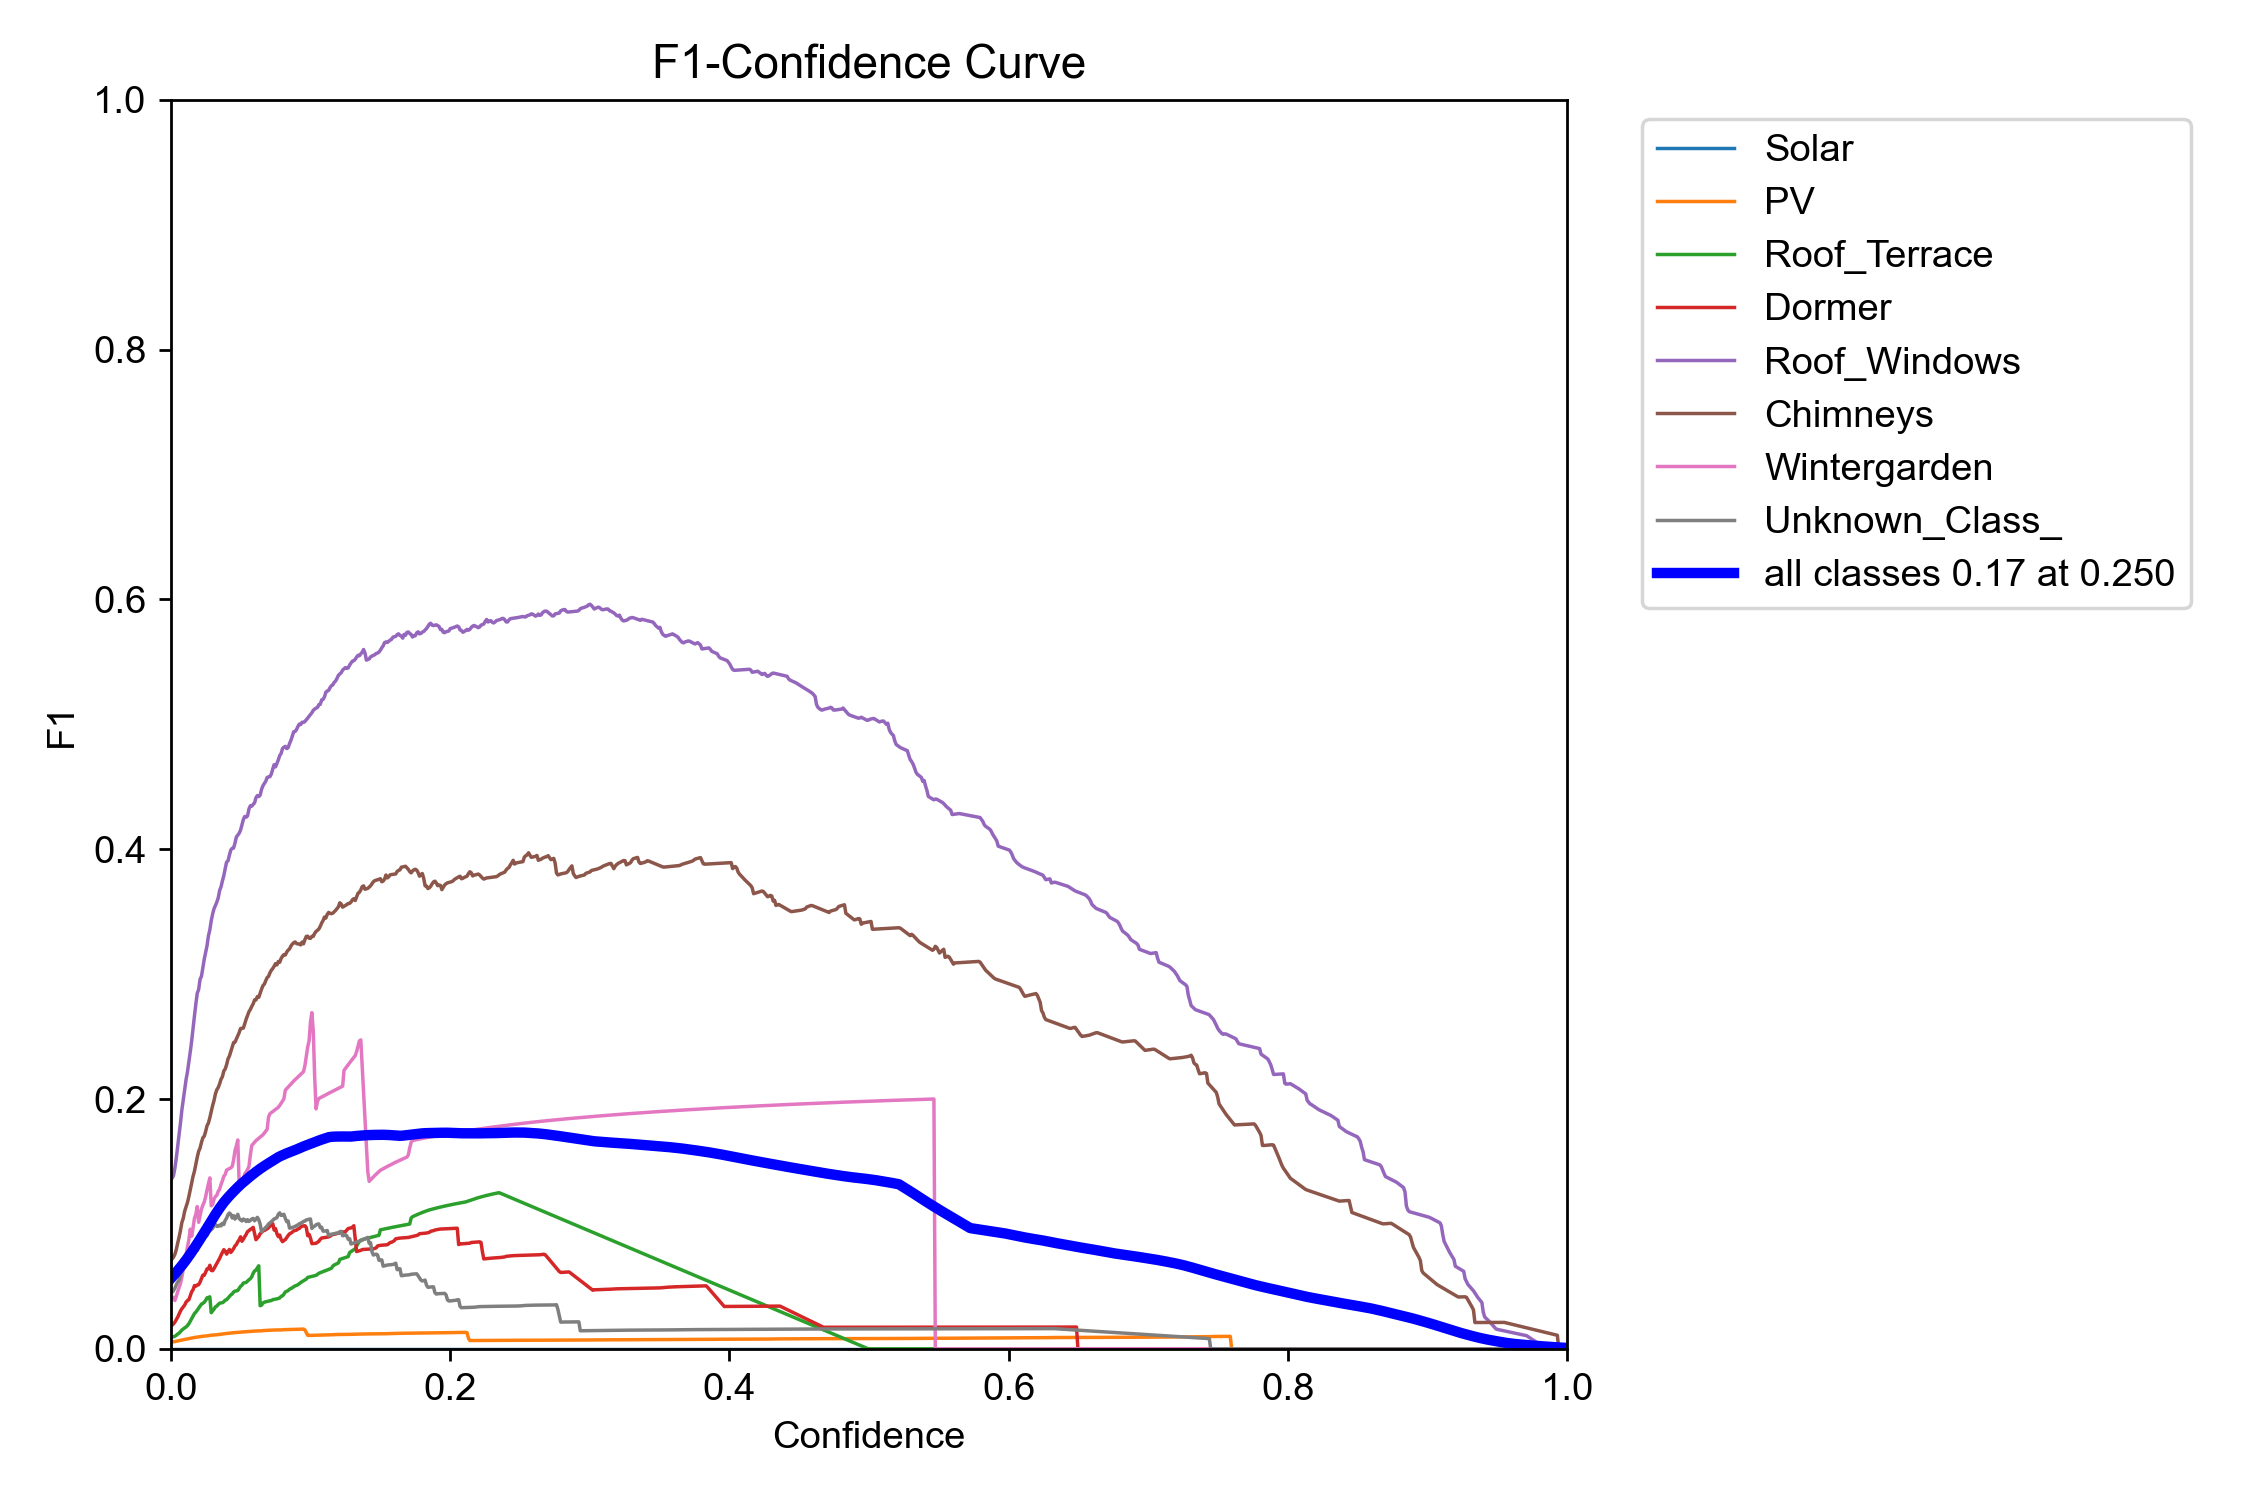 F1-Confidence Curve
1.0
0.8
0.6
0.4
0.2
0.0
F1
0.0 0.2 0.4 0.6 0.8 1.0
Confidence
Solar
PV
Roof_Terrace
Dormer
Roof_Windows
Chimneys
Wintergarden
Unknown_Class_
all classes 0.17 at 0.250